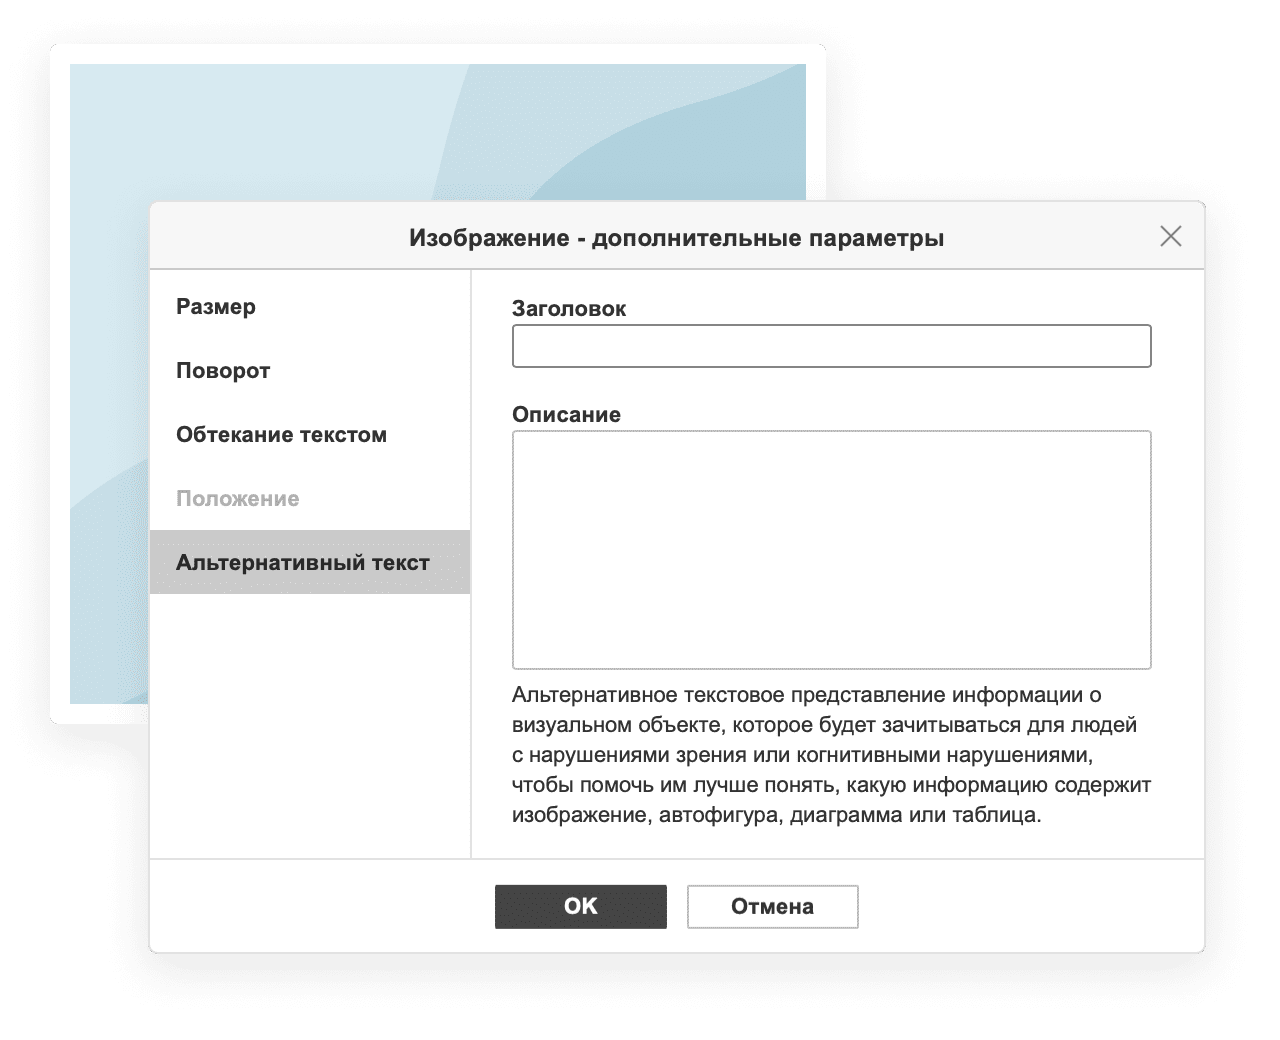 Изображение - дополнительные параметры
Размер
Поворот
Обтекание текстом
Положение
Альтернативный текст
Заголовок
Описание
Альтернативное текстовое представление информации о
визуальном объекте, которое будет зачитываться для людей
с нарушениями зрения или когнитивными нарушениями,
чтобы помочь им лучше понять, какую информацию содержит
изображение, автофигура, диаграмма или таблица.
OK
Отмена